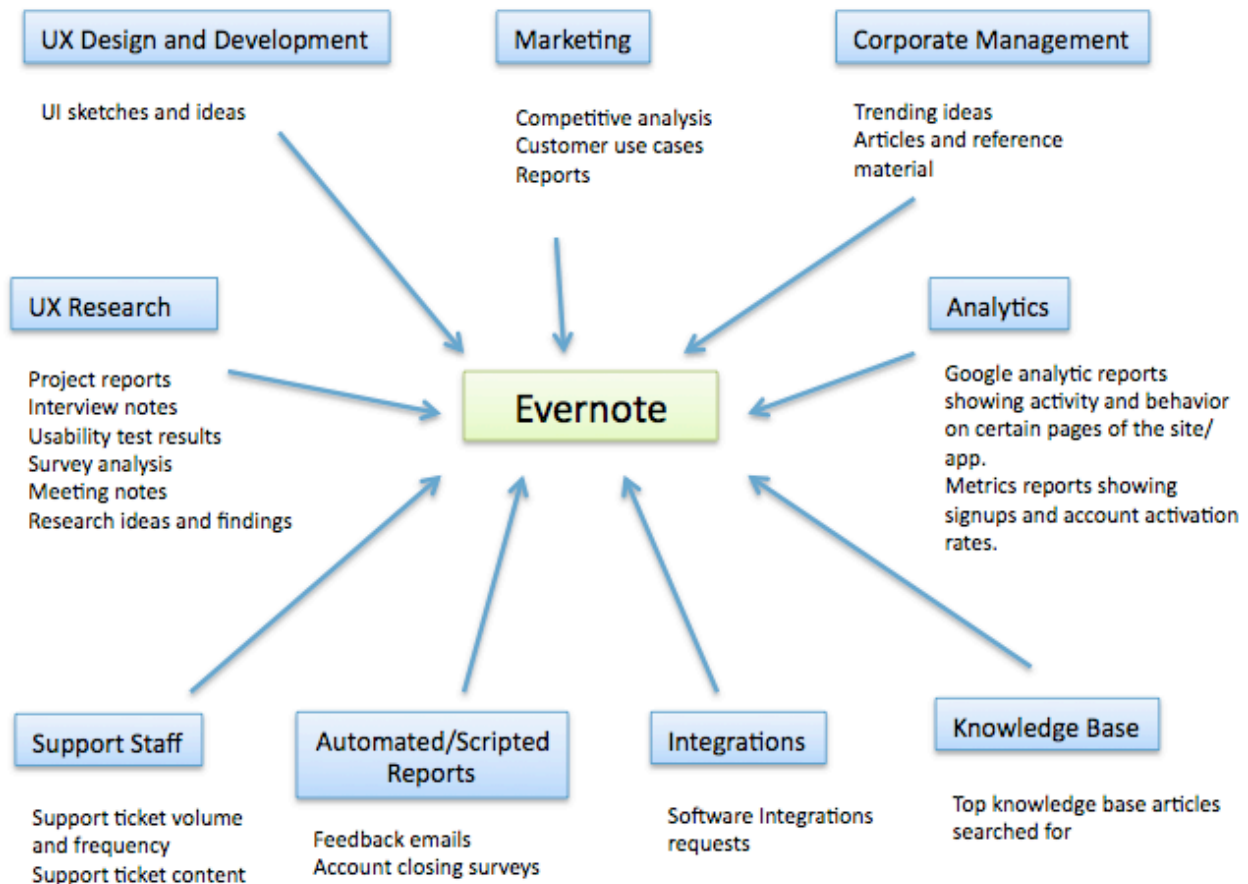 UX Design and Development
UI sketches and ideas
Marketing
Competitive analysis
Customer use cases
Reports
Corporate Management
Trending ideas
Articles and reference
material
UX Research
Project reports
Interview notes
Usability test results
Survey analysis
Meeting notes
Research ideas and findings
Evernote
Analytics
Google analytic reports
showing activity and behavior
on certain pages of the site/
app.
Metrics reports showing
signups and account activation
rates.
Support Staff
Support ticket volume
and frequency
Support ticket content
Automated/Scripted
Reports
Feedback emails
Account closing surveys
Integrations
Software Integrations
requests
Knowledge Base
Top knowledge base articles
searched for